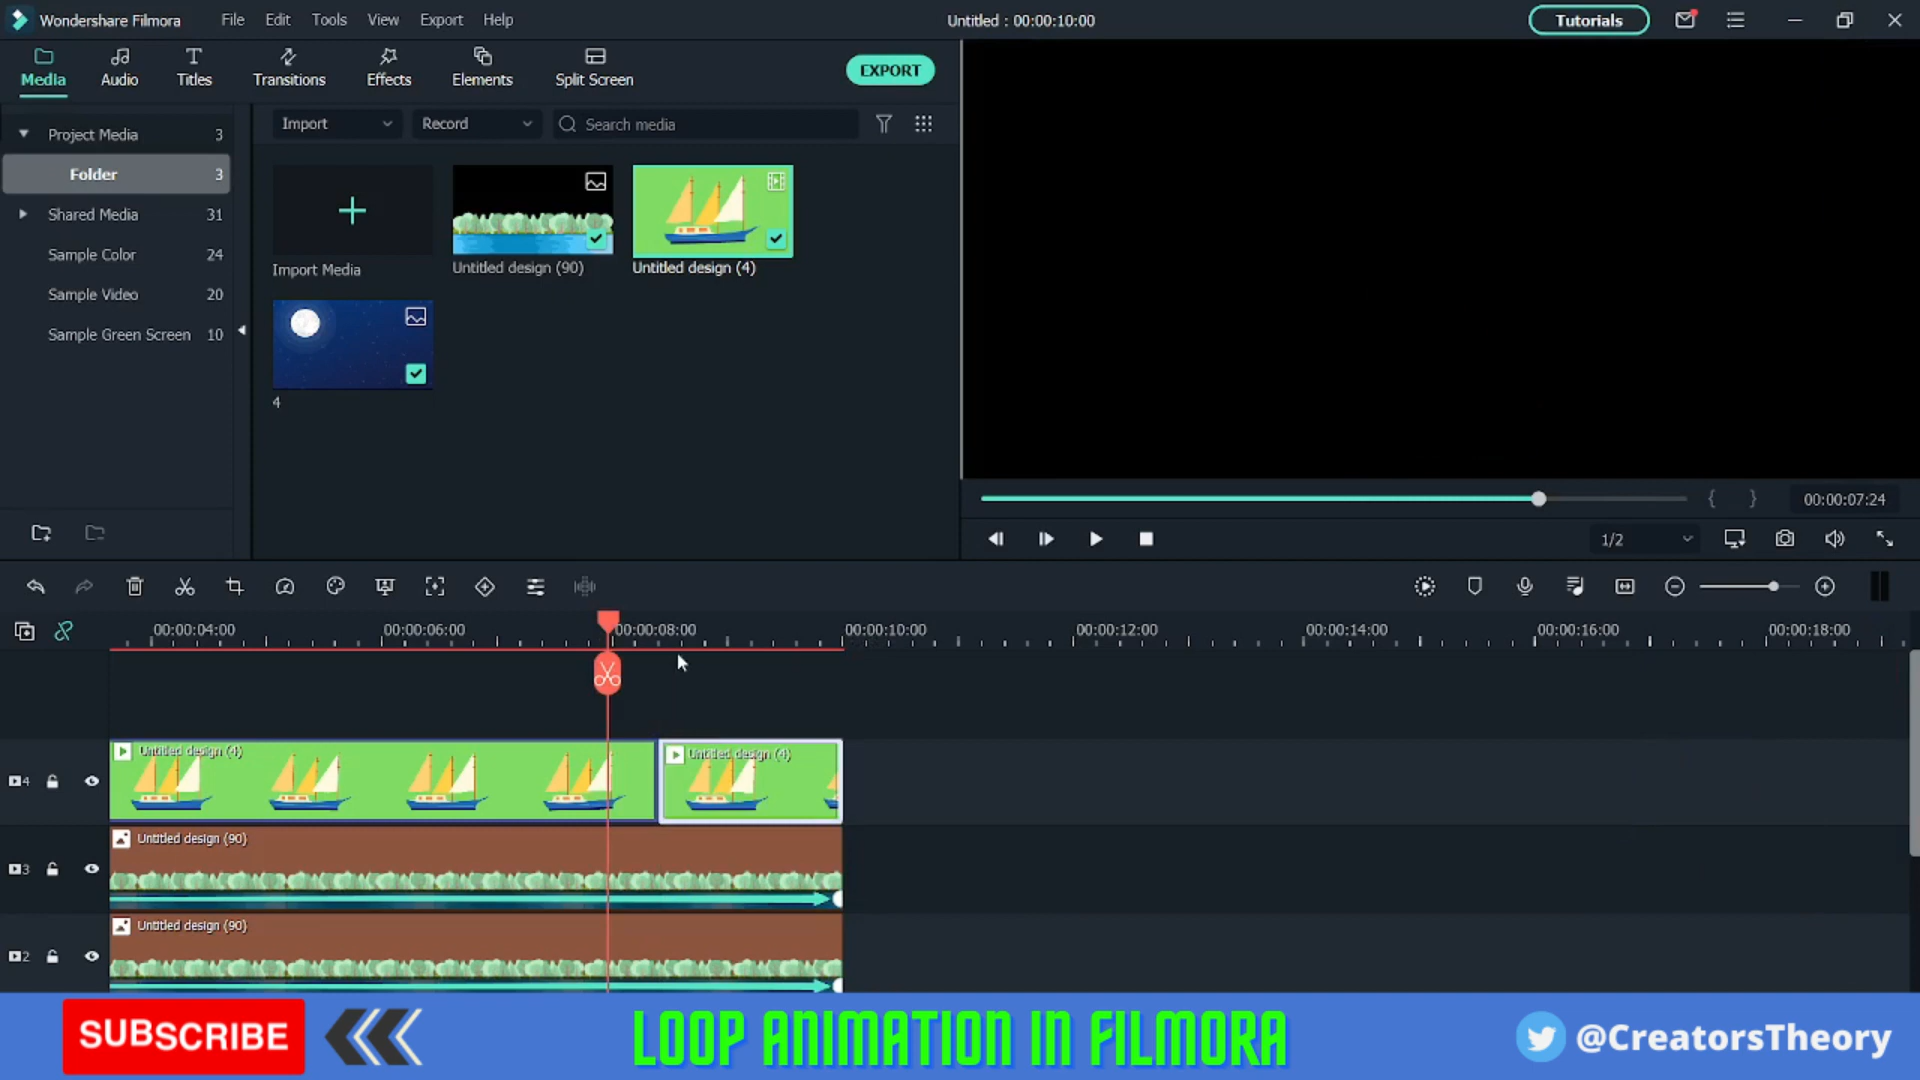 Wondershare Filmora File Edit Tools View Export Help Untitled : 00:00:10:00 Tutorials
Media Audio Titles Transitions Effects Elements Split Screen EXPORT
Project Media 3 Import Record Search media
Folder 3
Shared Media 31
Sample Color 24
Sample Video 20
Sample Green Screen 10
Import Media Untitled design (90) Untitled design (4)
4
00:00:07:24
1/2
00:00:04:00 00:00:06:00 00:00:08:00 00:00:10:00 00:00:12:00 00:00:14:00 00:00:16:00 00:00:18:00
4 Untitled design (4) Untitled design (4)
3 Untitled design (90)
2 Untitled design (90)
SUBSCRIBE LOOP ANIMATION IN FILMORA @CreatorsTheory